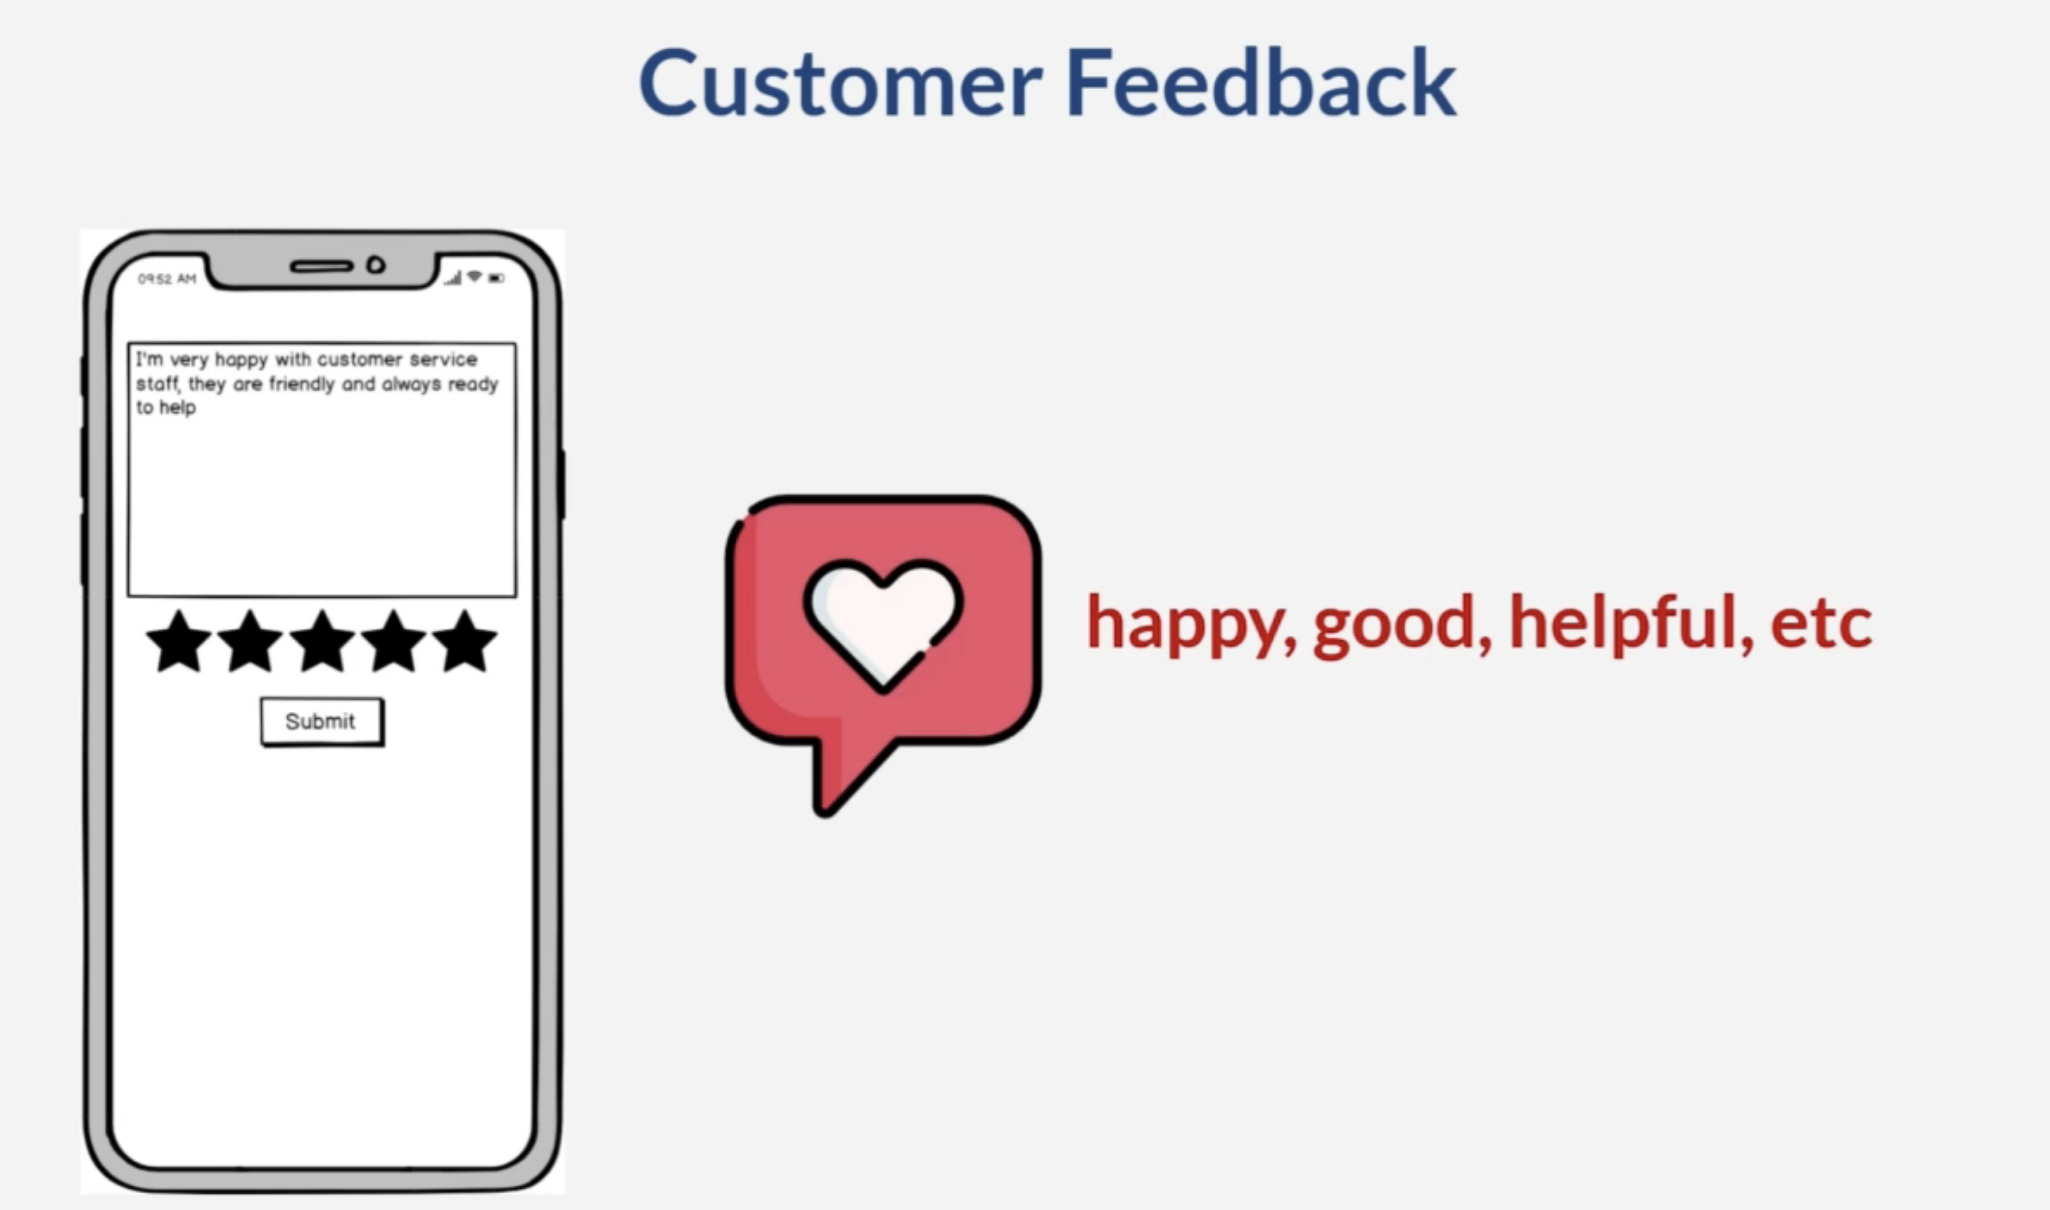 Customer Feedback
09:52 AM
I'm very happy with customer service
staff, they are friendly and always ready
to help
Submit
happy, good, helpful, etc